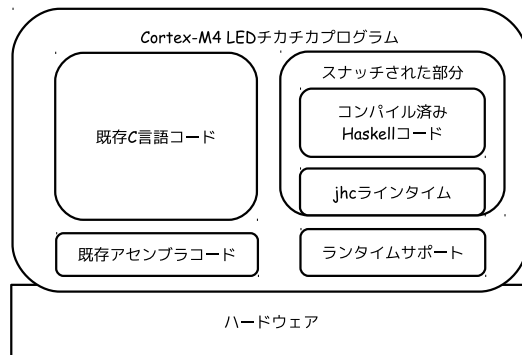 Cortex-M4 LEDチカチカプログラム
スナッチされた部分
コンパイル済み
Haskellコード
既存C言語コード
jhcラインタイム
既存アセンブラコード
ランタイムサポート
ハードウェア